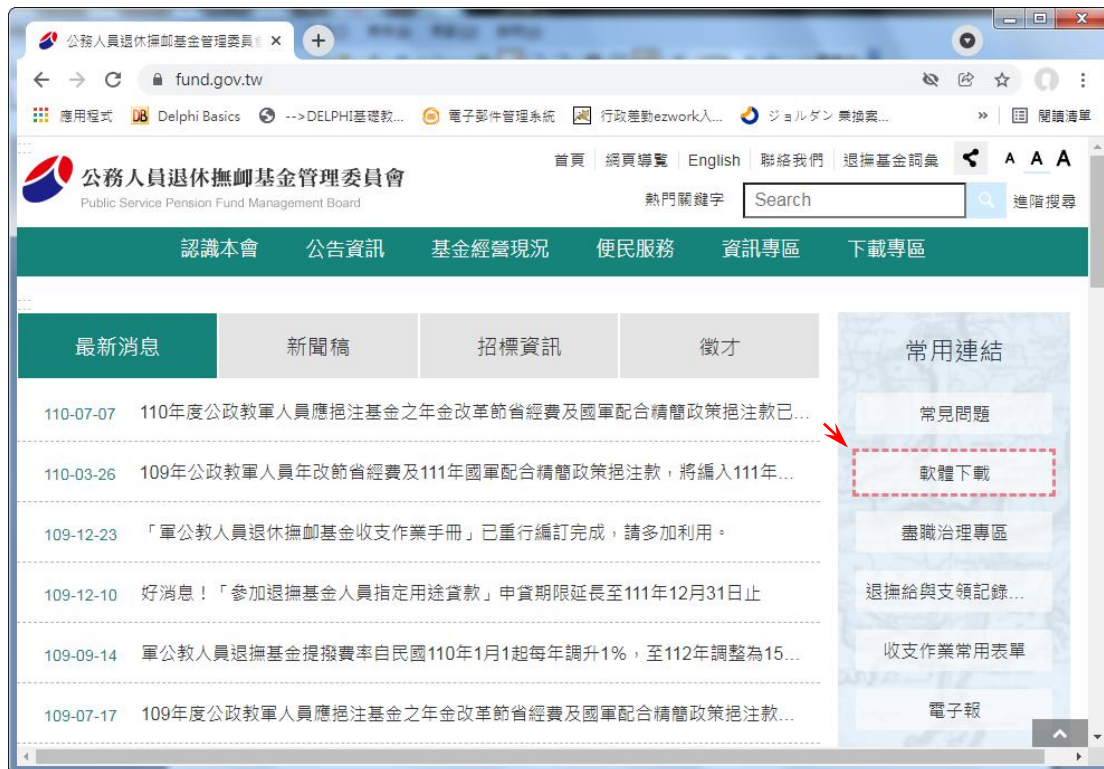 公務人員退休撫卹基金管理委員會
fund.gov.tw
應用程式 DB Delphi Basics -->DELPHI基礎教... 電子郵件管理系統 行政差勤ezwork入... ジョルダン 乗換案... » 閱讀清單
首頁 網頁導覽 English 聯絡我們 退撫基金詞彙 A A A
公務人員退休撫卹基金管理委員會
Public Service Pension Fund Management Board
熱門關鍵字 Search 進階搜尋
認識本會 公告資訊 基金經營現況 便民服務 資訊專區 下載專區
最新消息 新聞稿 招標資訊 徵才
110-07-07 110年度公政教軍人員應挹注基金之年金改革節省經費及國軍配合精簡政策挹注款已...
110-03-26 109年公政教軍人員年改節省經費及111年國軍配合精簡政策挹注款，將編入111年...
109-12-23 「軍公教人員退休撫卹基金收支作業手冊」已重行編訂完成，請多加利用。
109-12-10 好消息！「參加退撫基金人員指定用途貸款」申貸期限延長至111年12月31日止
109-09-14 軍公教人員退撫基金提撥費率自民國110年1月1起每年調升1%，至112年調整為15...
109-07-17 109年度公政教軍人員應挹注基金之年金改革節省經費及國軍配合精簡政策挹注款...
常用連結
常見問題
軟體下載
盡職治理專區
退撫給與支領記錄...
收支作業常用表單
電子報